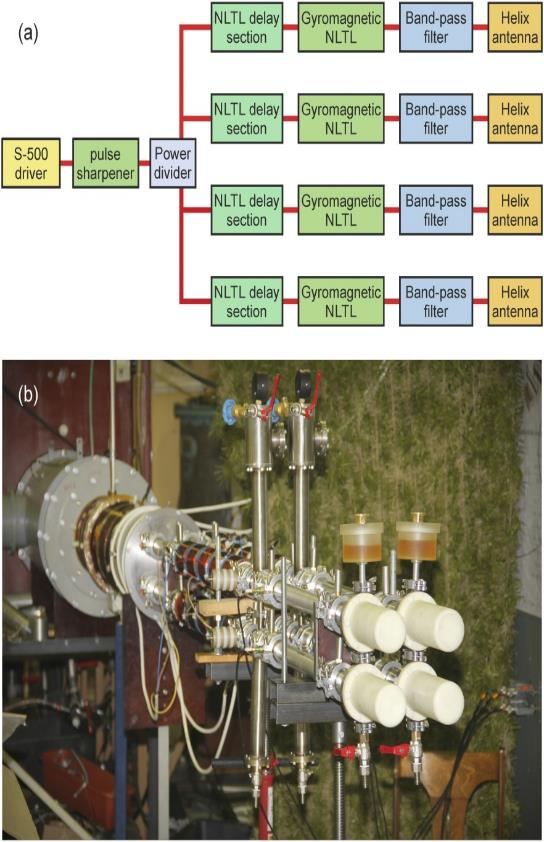 (a)
NLTL delay
section
Gyromagnetic
NLTL
Band-pass
filter
Helix
antenna
NLTL delay
section
Gyromagnetic
NLTL
Band-pass
filter
Helix
antenna
S-500
driver
pulse
sharpener
Power
divider
NLTL delay
section
Gyromagnetic
NLTL
Band-pass
filter
Helix
antenna
NLTL delay
section
Gyromagnetic
NLTL
Band-pass
filter
Helix
antenna
(b)